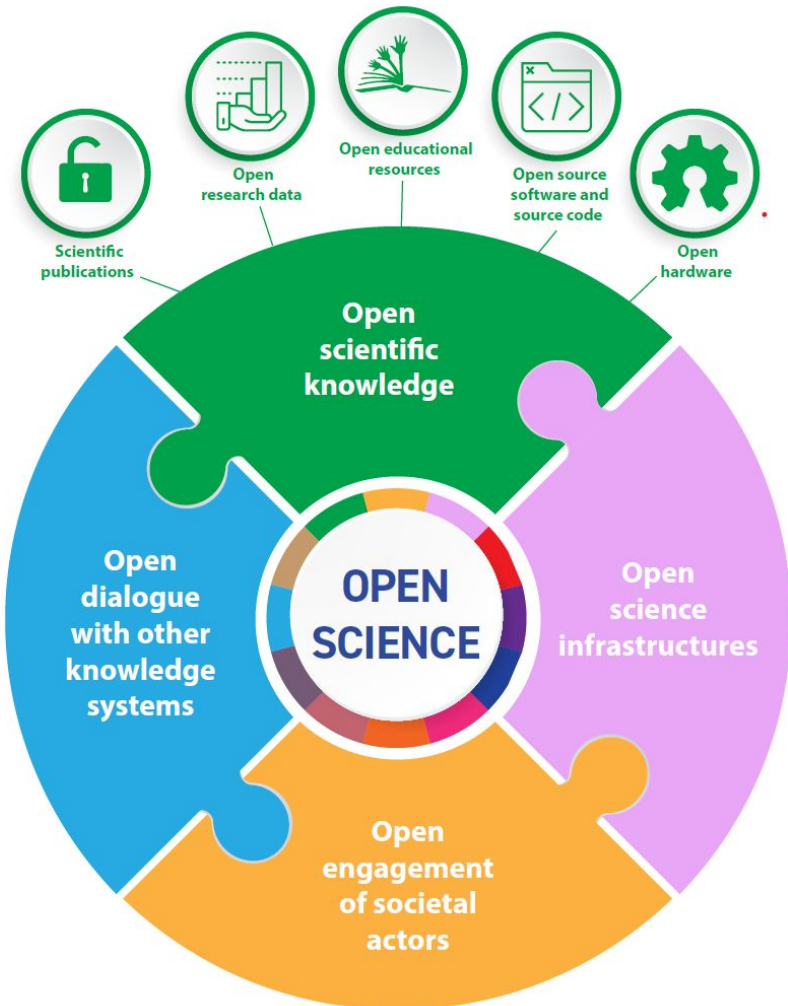 Scientific
publications
Open
research data
Open educational
resources
</>
Open source
software and
source code
Open
hardware
Open
scientific
knowledge
Open
dialogue
with other
knowledge
systems
OPEN
SCIENCE
Open
science
infrastructures
Open
engagement
of societal
actors